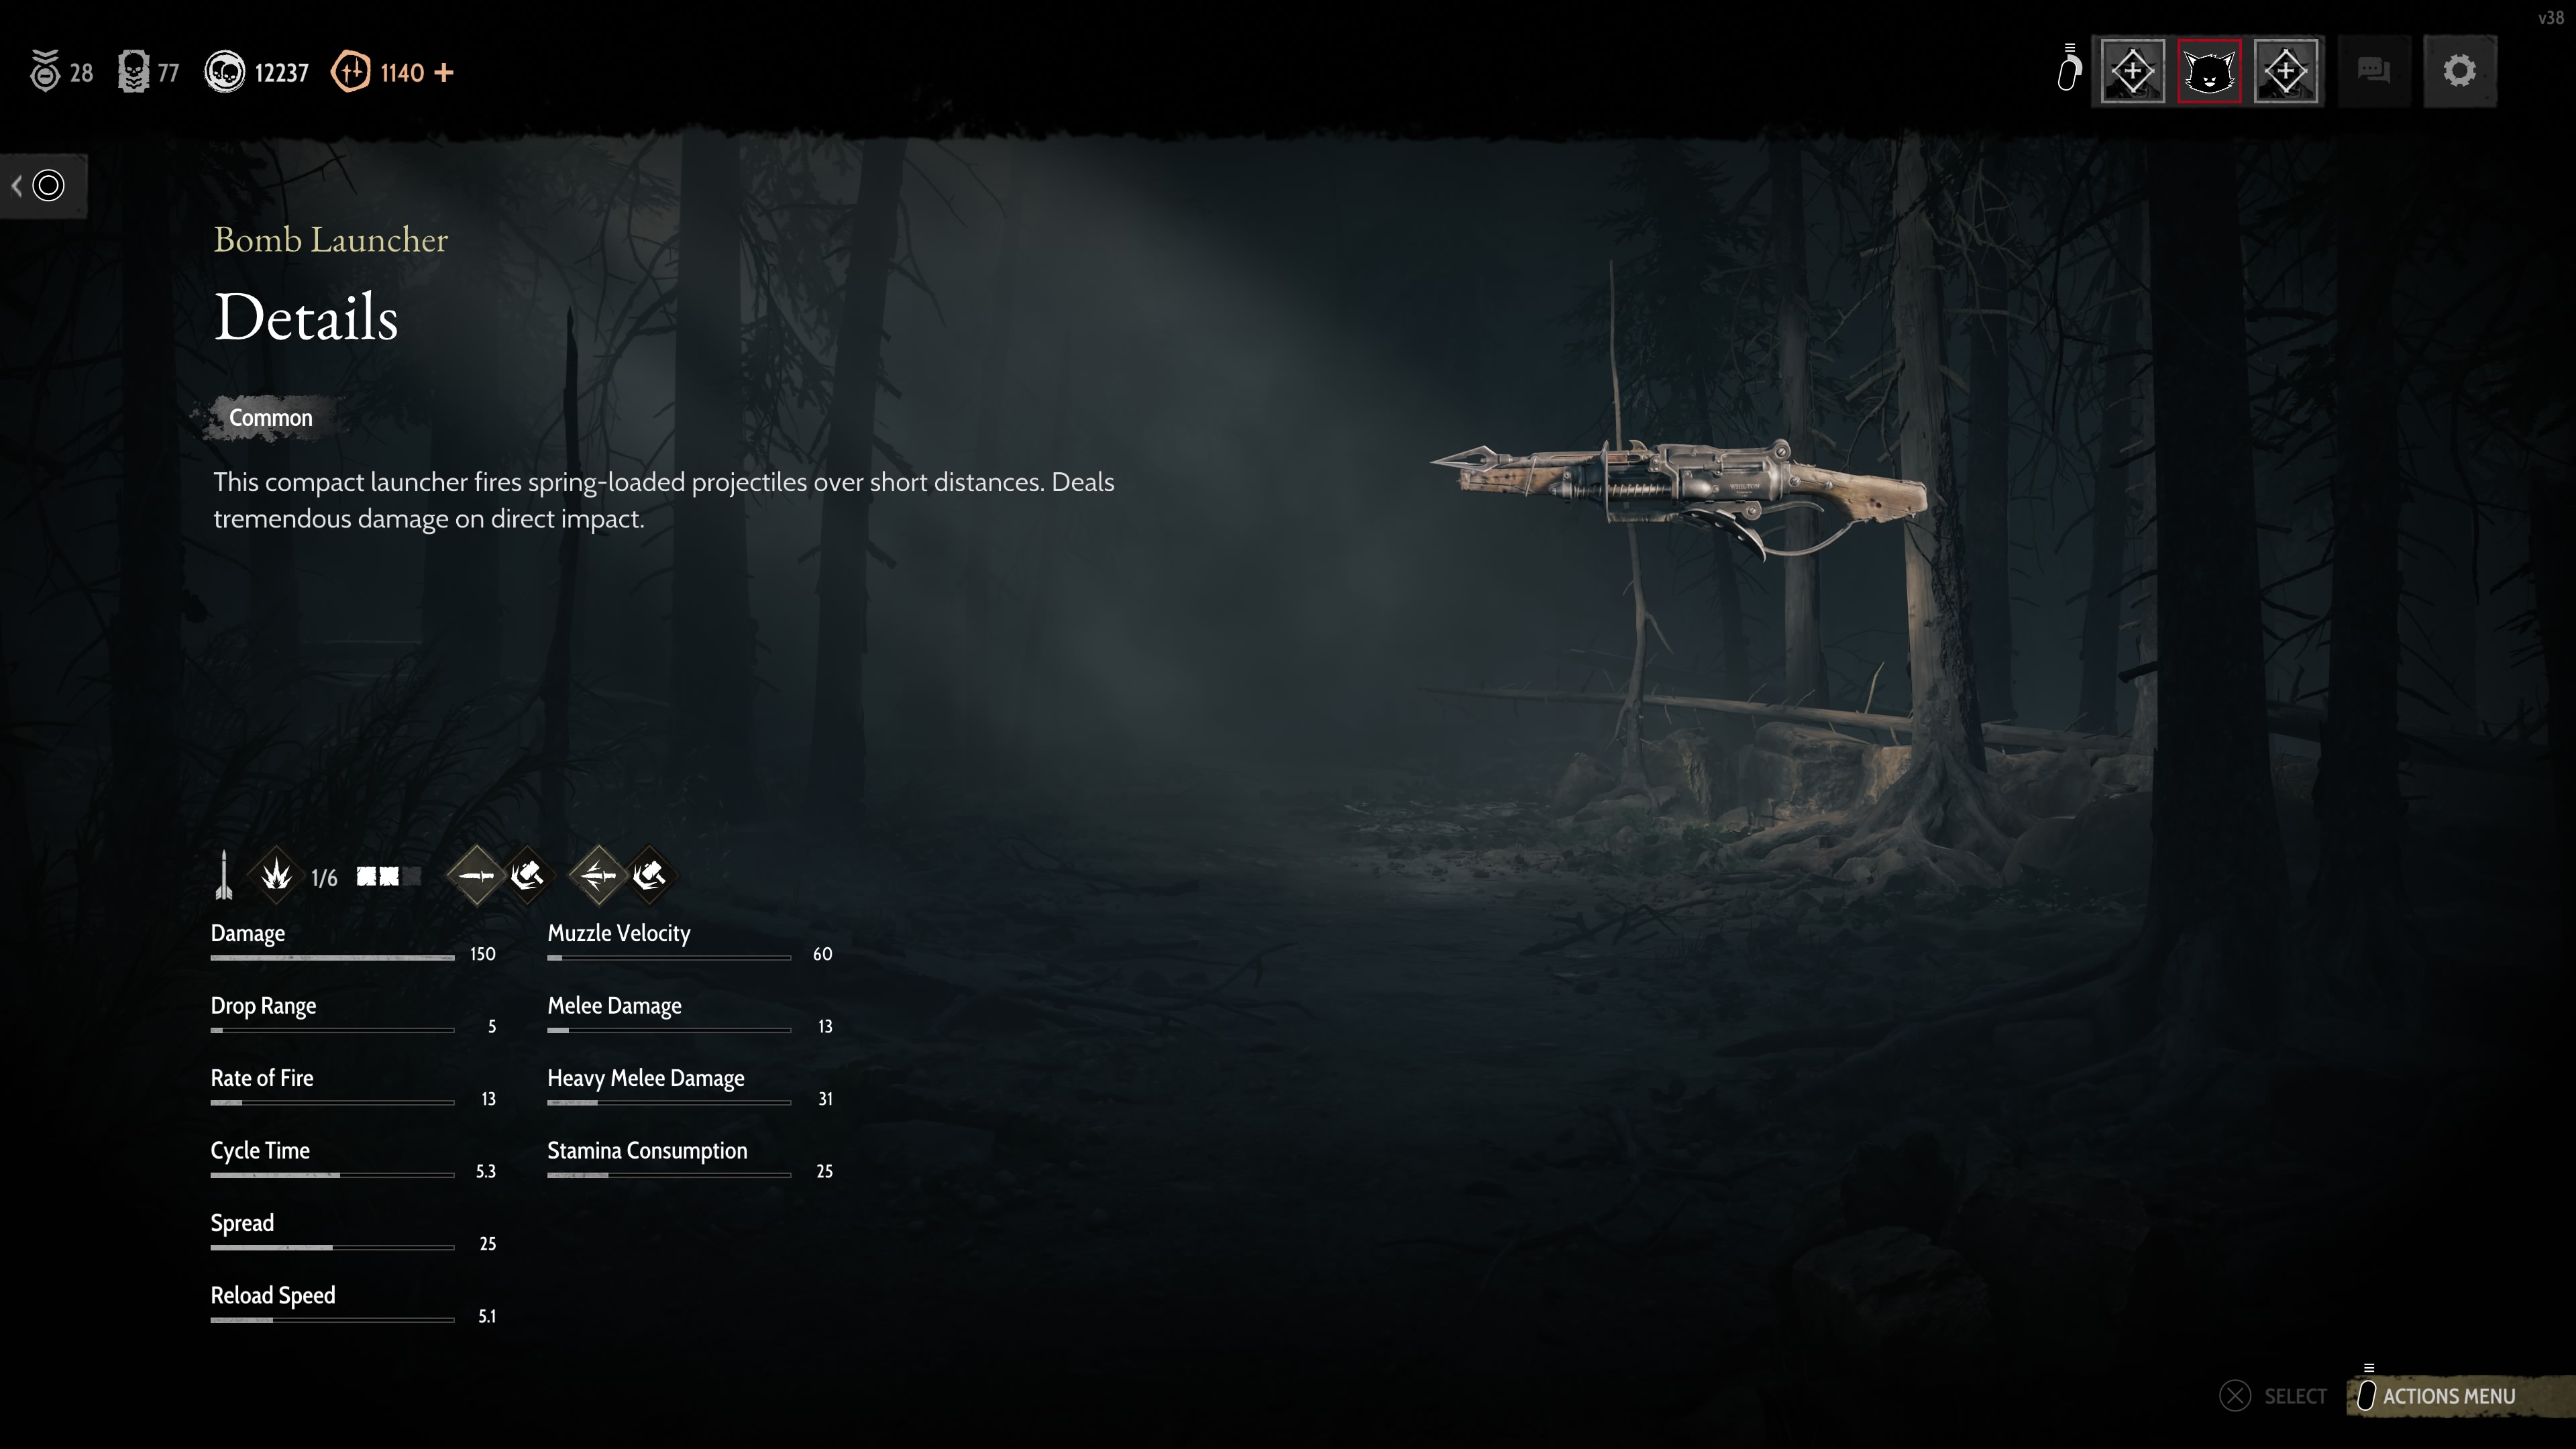 v38
28 77 12237 1140 +
Bomb Launcher
Details
Common
This compact launcher fires spring-loaded projectiles over short distances. Deals
tremendous damage on direct impact.
1/6
Damage 150
Drop Range 5
Rate of Fire 13
Cycle Time 5.3
Spread 25
Reload Speed 5.1
Muzzle Velocity 60
Melee Damage 13
Heavy Melee Damage 31
Stamina Consumption 25
SELECT
ACTIONS MENU